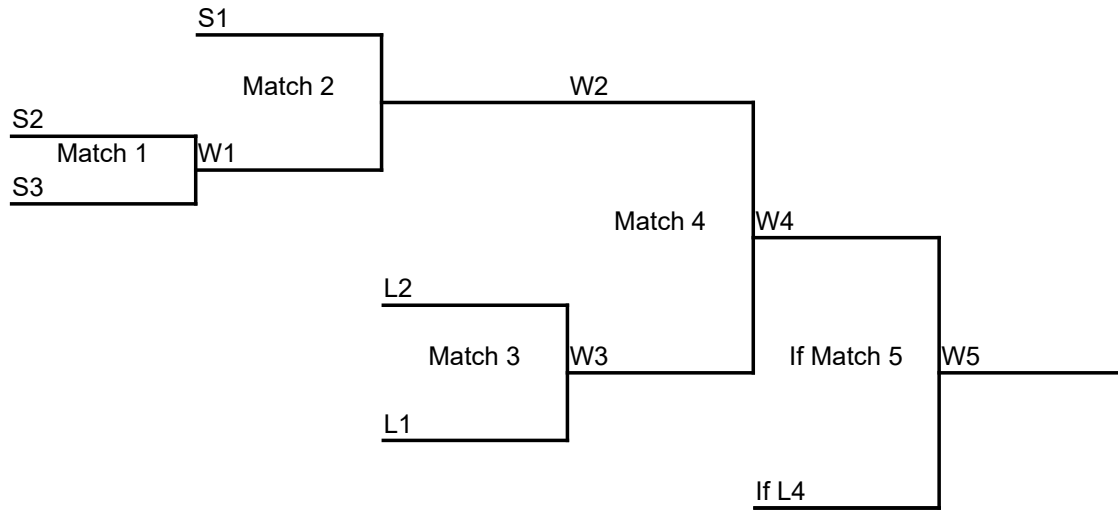 S1
Match 2
W2
S2
Match 1
W1
S3
Match 4
W4
L2
Match 3
W3
If Match 5
W5
L1
If L4